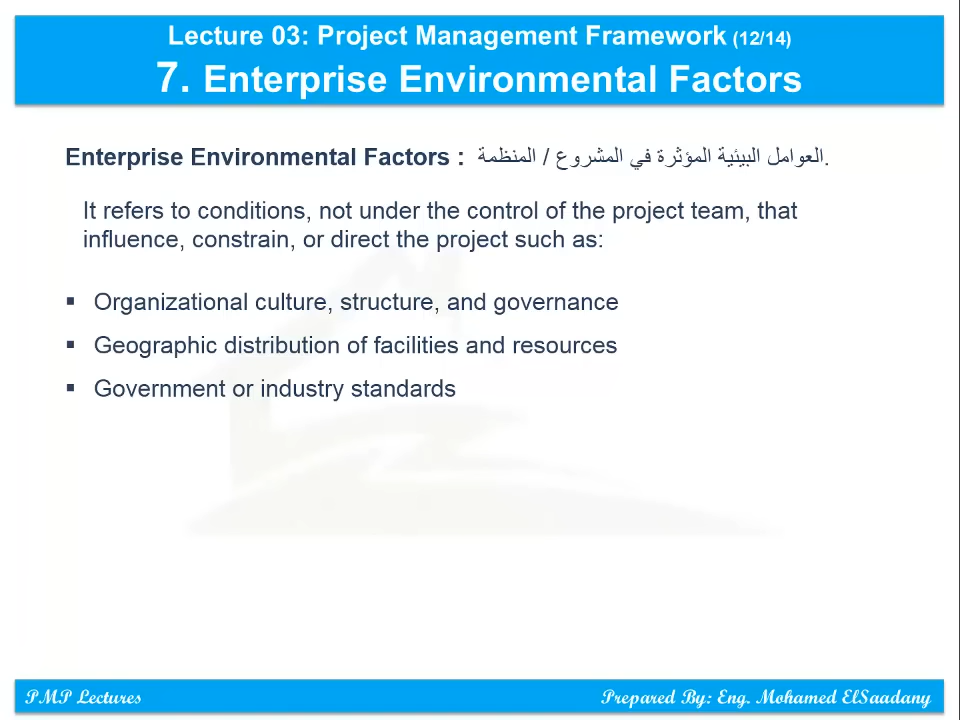 Lecture 03: Project Management Framework (12/14)
7. Enterprise Environmental Factors
Enterprise Environmental Factors : العوامل البيئية المؤثرة في المشروع / المنظمة.
It refers to conditions, not under the control of the project team, that
influence, constrain, or direct the project such as:
▪ Organizational culture, structure, and governance
▪ Geographic distribution of facilities and resources
▪ Government or industry standards
PMP Lectures
Prepared By: Eng. Mohamed ElSaadany